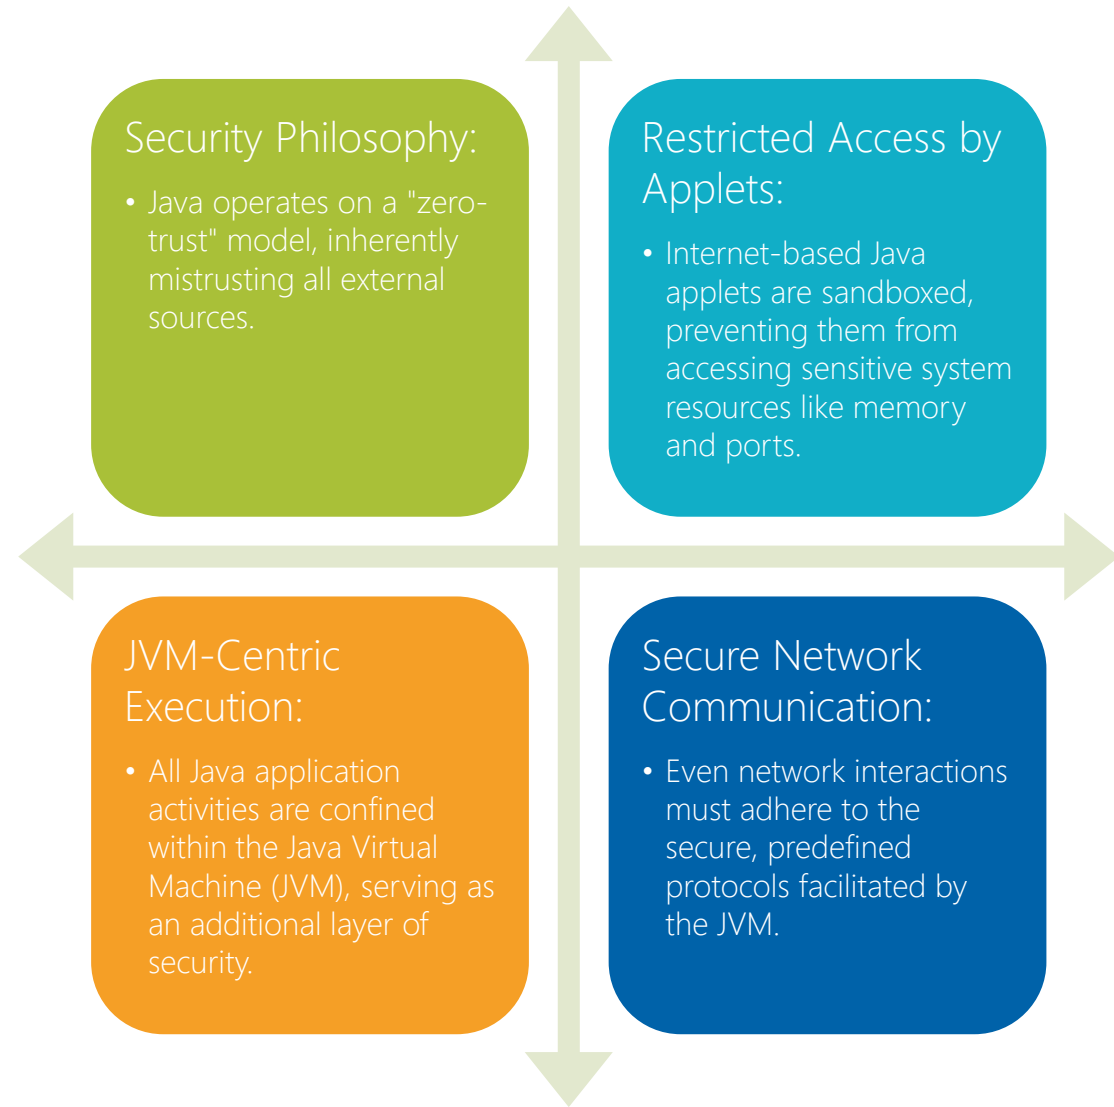 Security Philosophy:
• Java operates on a "zero-
trust" model, inherently
mistrusting all external
sources.
Restricted Access by
Applets:
• Internet-based Java
applets are sandboxed,
preventing them from
accessing sensitive system
resources like memory
and ports.
JVM-Centric
Execution:
• All Java application
activities are confined
within the Java Virtual
Machine (JVM), serving as
an additional layer of
security.
Secure Network
Communication:
• Even network interactions
must adhere to the
secure, predefined
protocols facilitated by
the JVM.